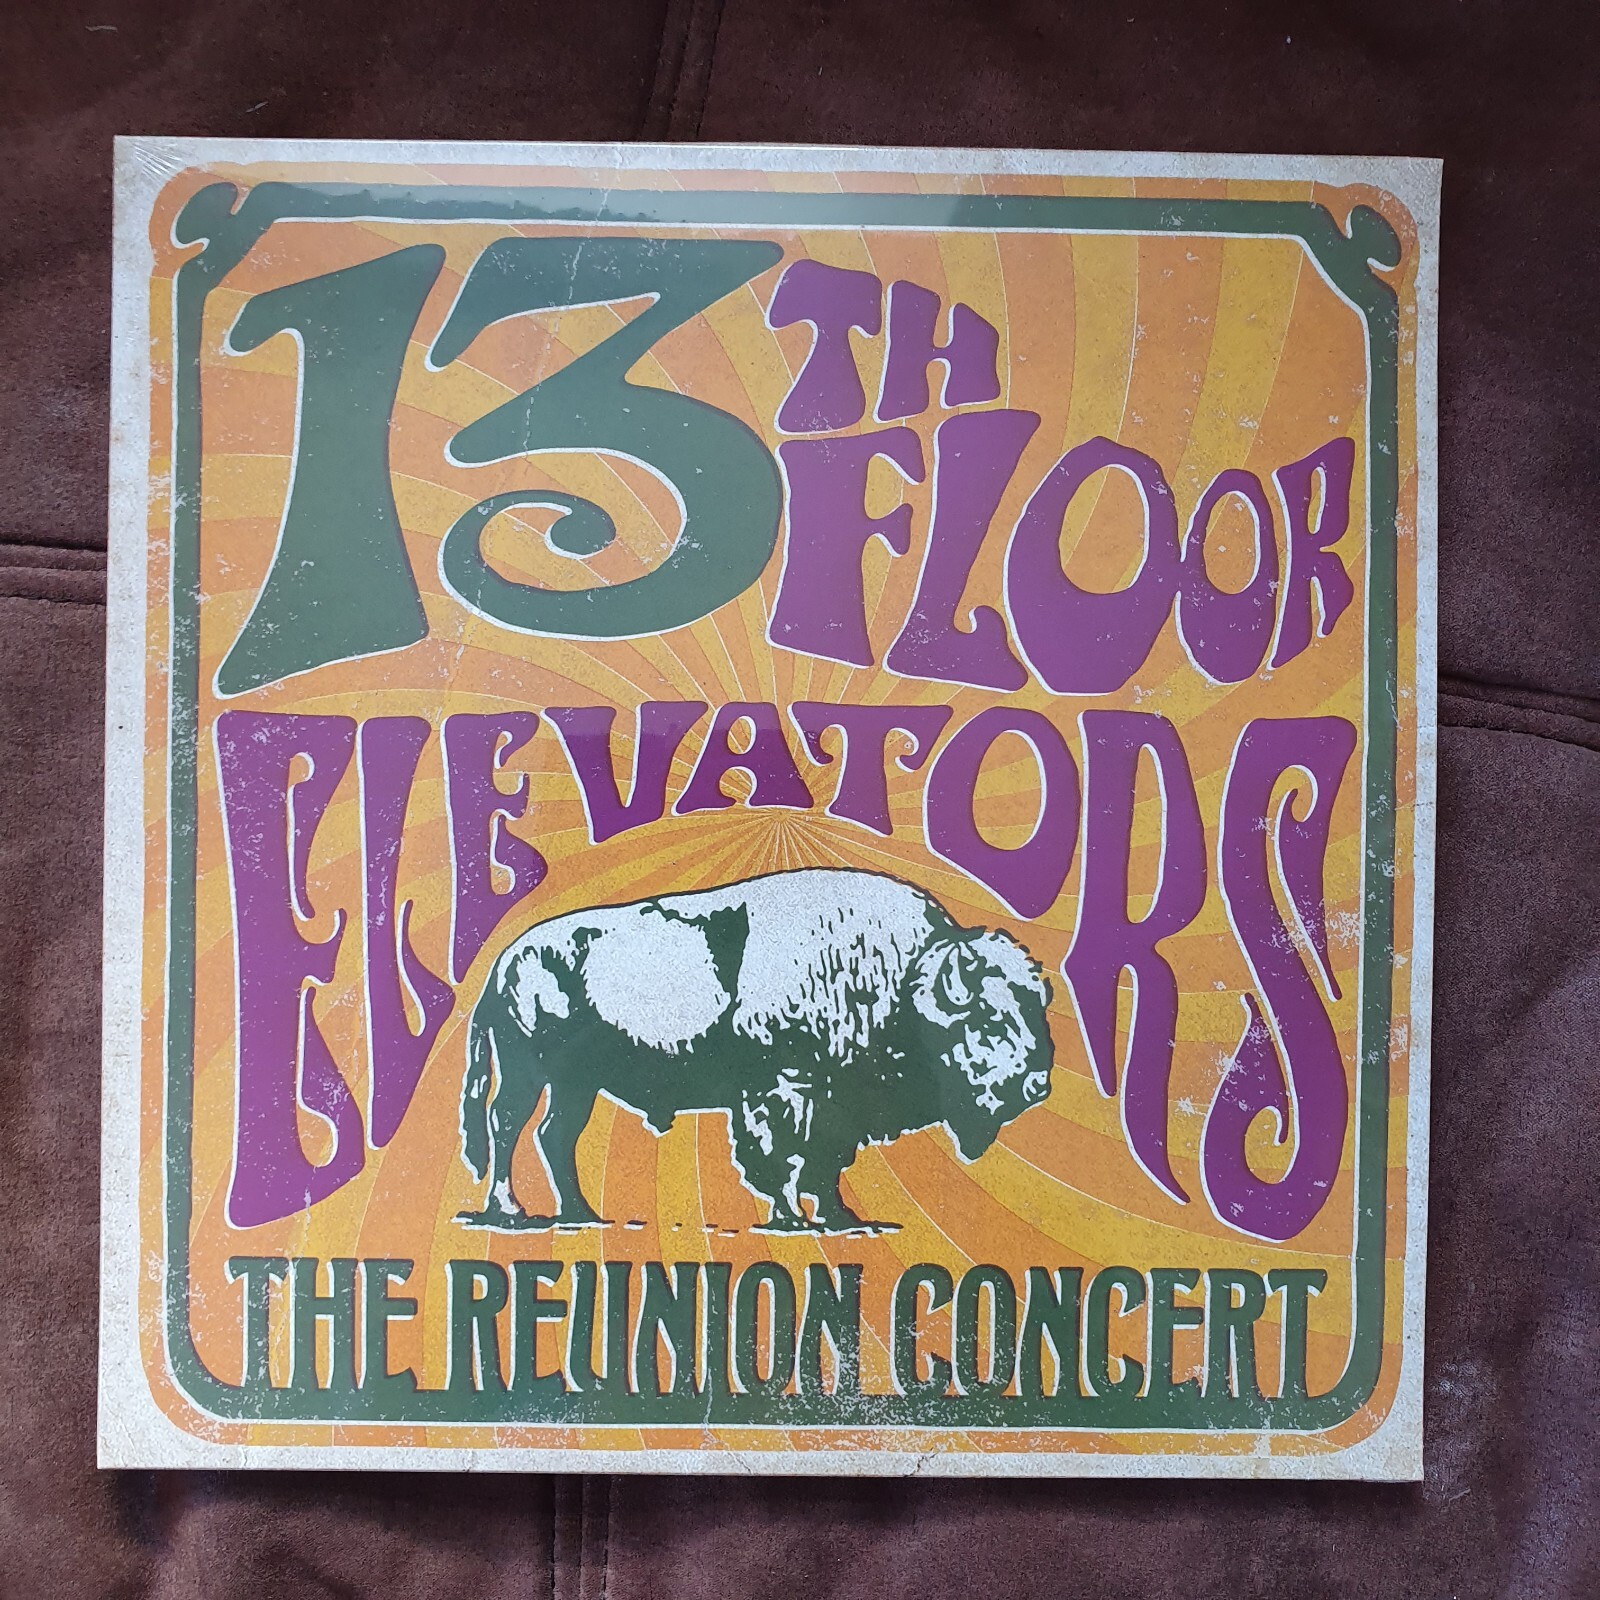 13TH
FLOOR
ELEVATORS
THE REUNION CONCERT